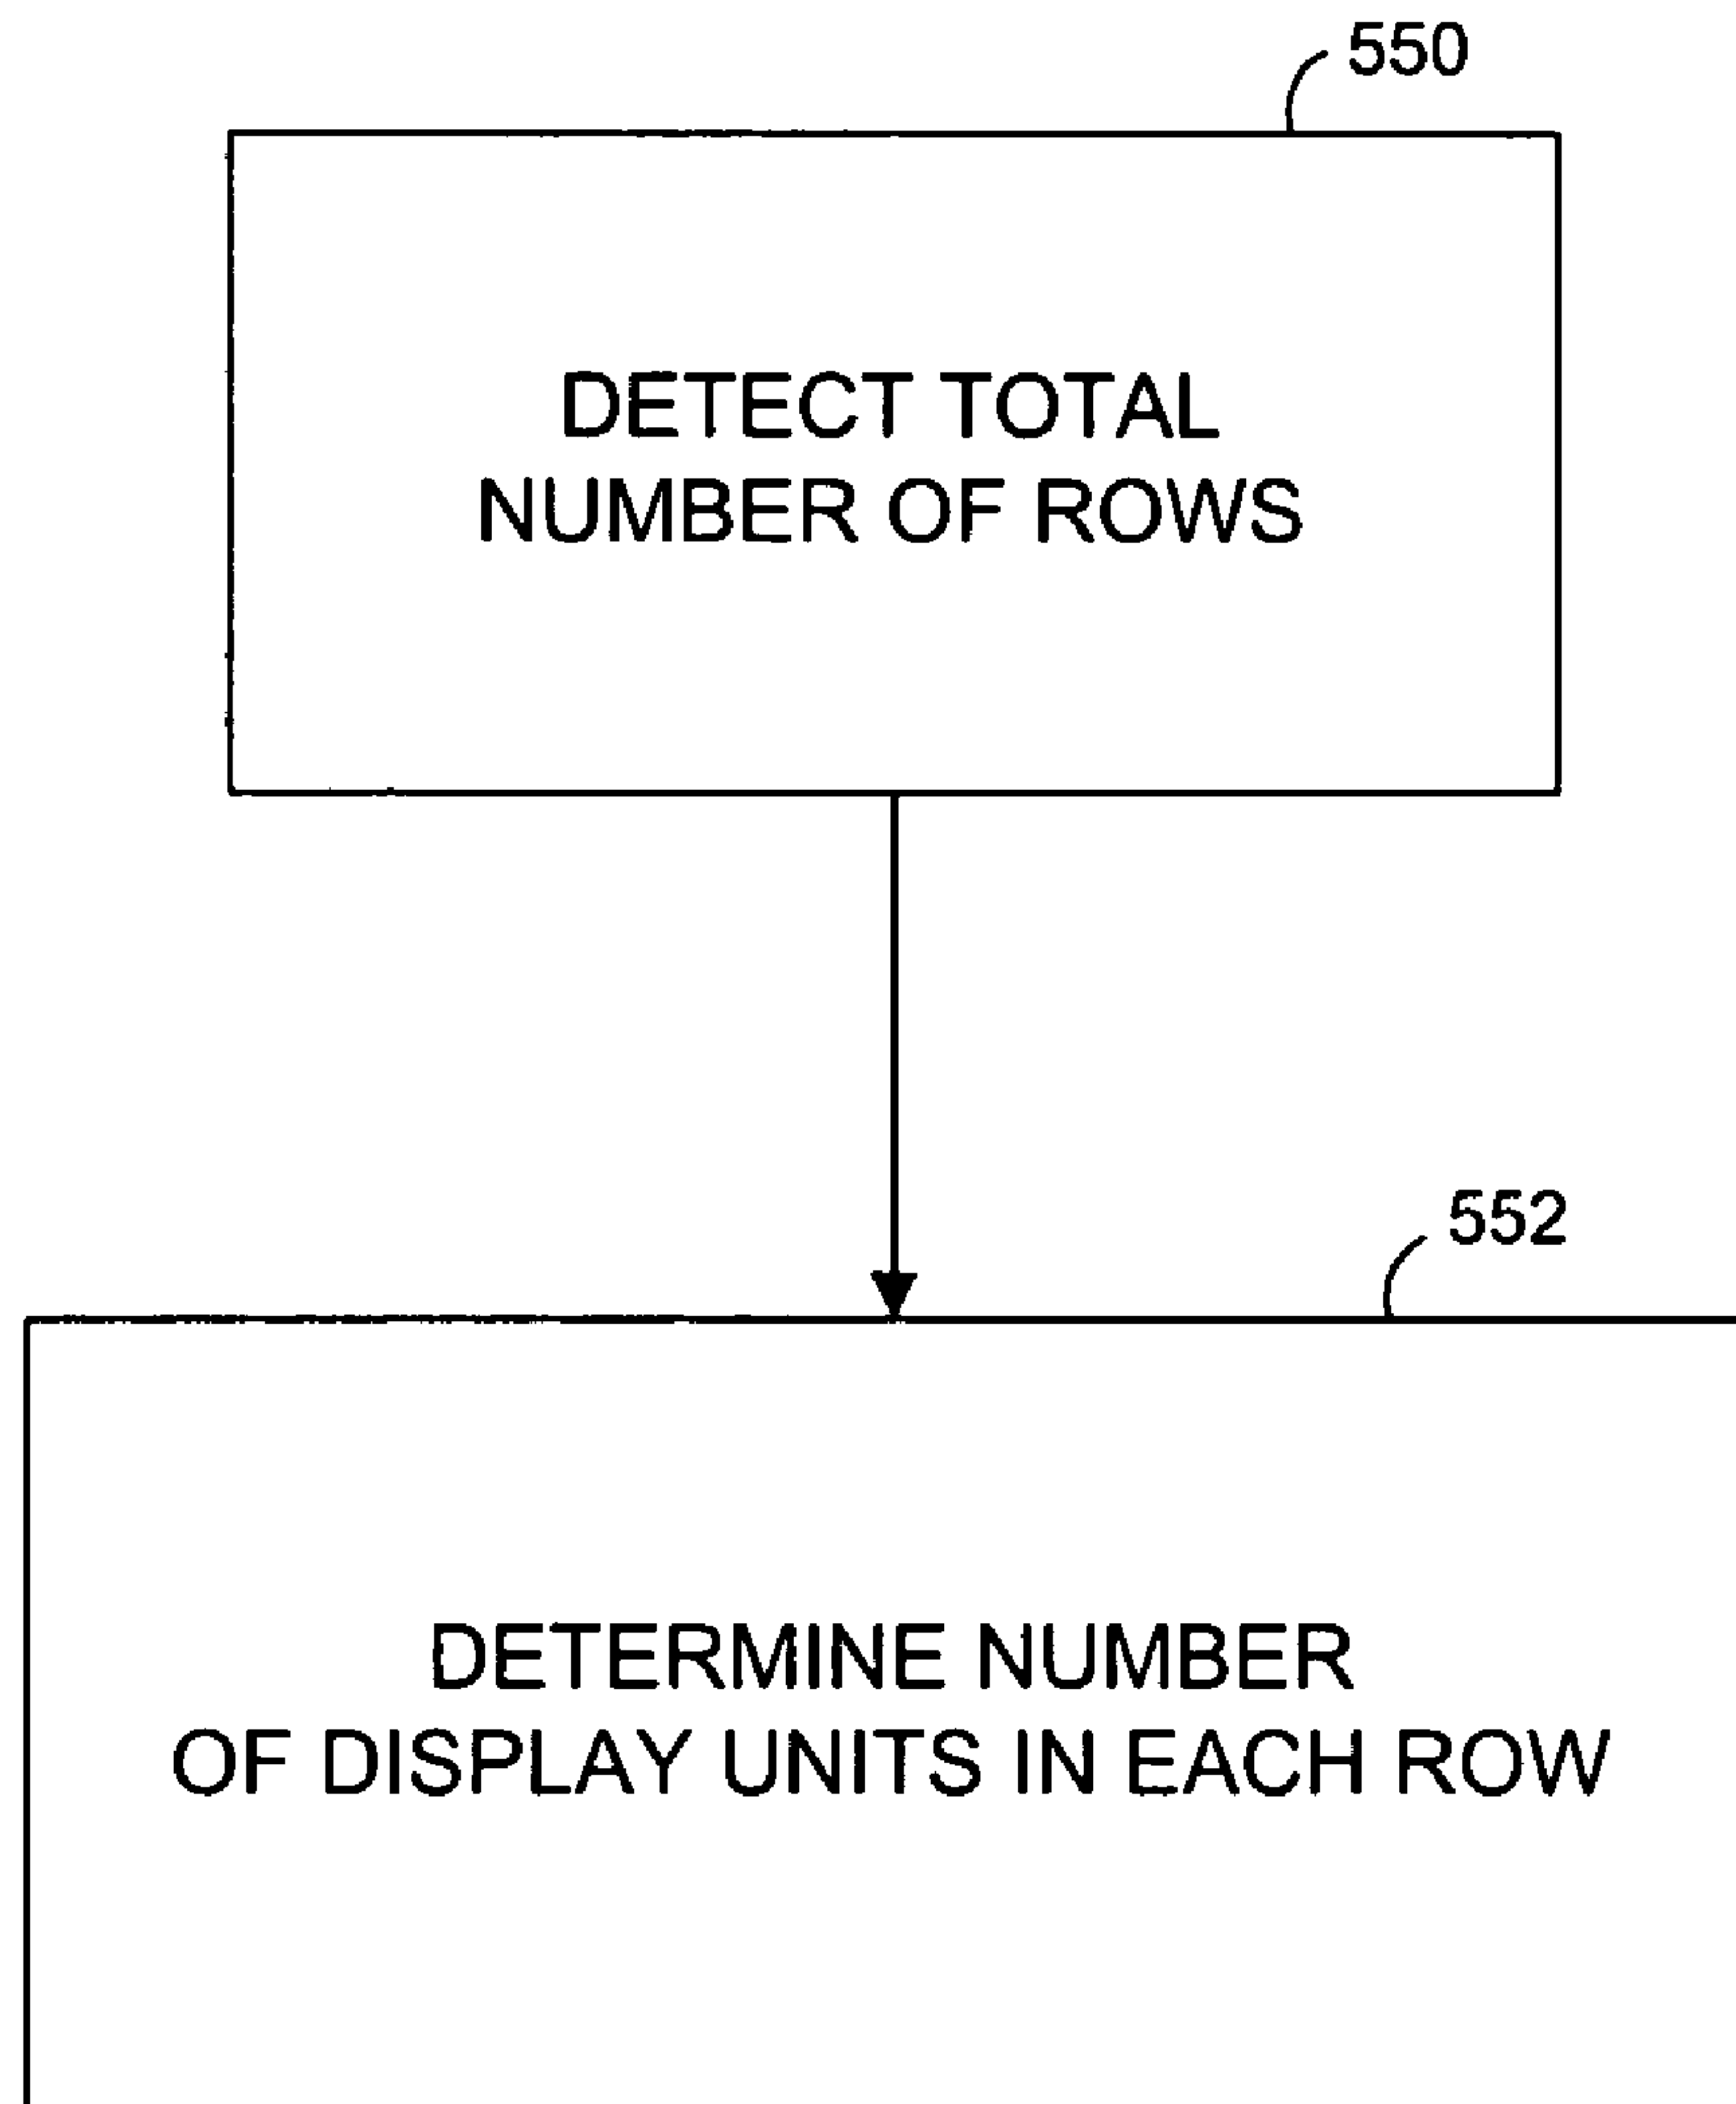 550
DETECT TOTAL
NUMBER OF ROWS
552
DETERMINE NUMBER
OF DISPLAY UNITS IN EACH ROW